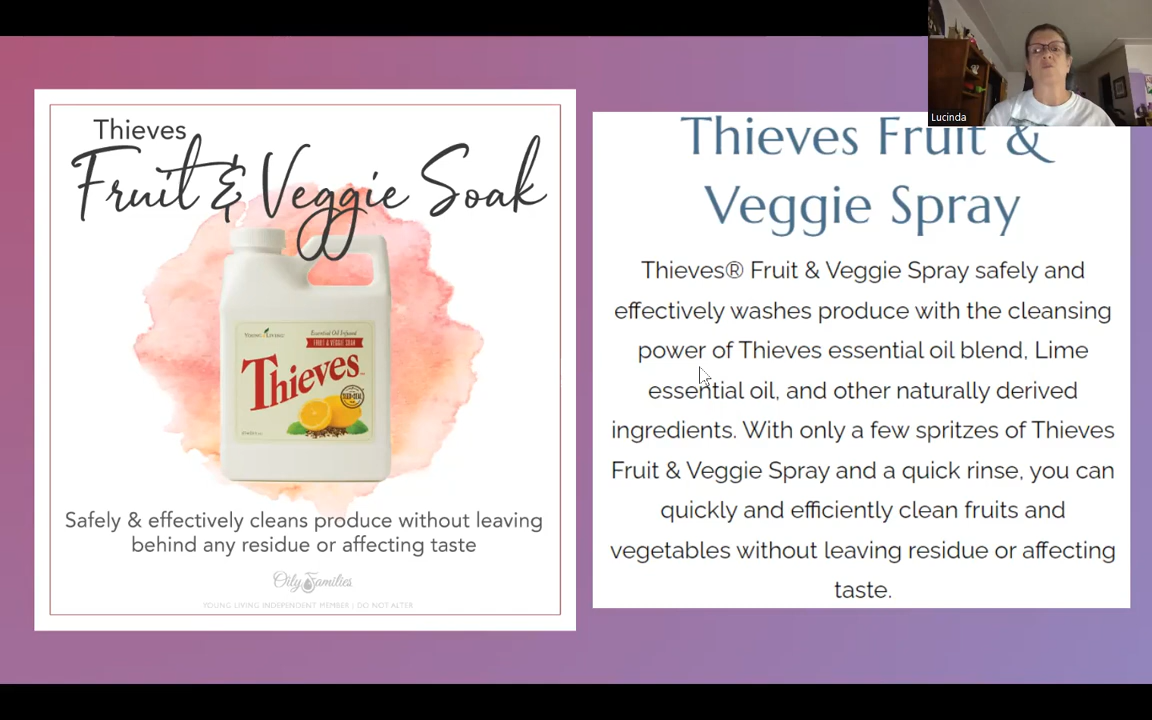 Thieves
Fruit & Veggie Soak
YOUNG LIVING
Essential Oil Infused
FRUIT & VEGGIE SOAK
Thieves
Safely & effectively cleans produce without leaving
behind any residue or affecting taste
Oily Families
YOUNG LIVING INDEPENDENT MEMBER | DO NOT ALTER
Lucinda
Thieves Fruit &
Veggie Spray
Thieves® Fruit & Veggie Spray safely and
effectively washes produce with the cleansing
power of Thieves essential oil blend, Lime
essential oil, and other naturally derived
ingredients. With only a few spritzes of Thieves
Fruit & Veggie Spray and a quick rinse, you can
quickly and efficiently clean fruits and
vegetables without leaving residue or affecting
taste.